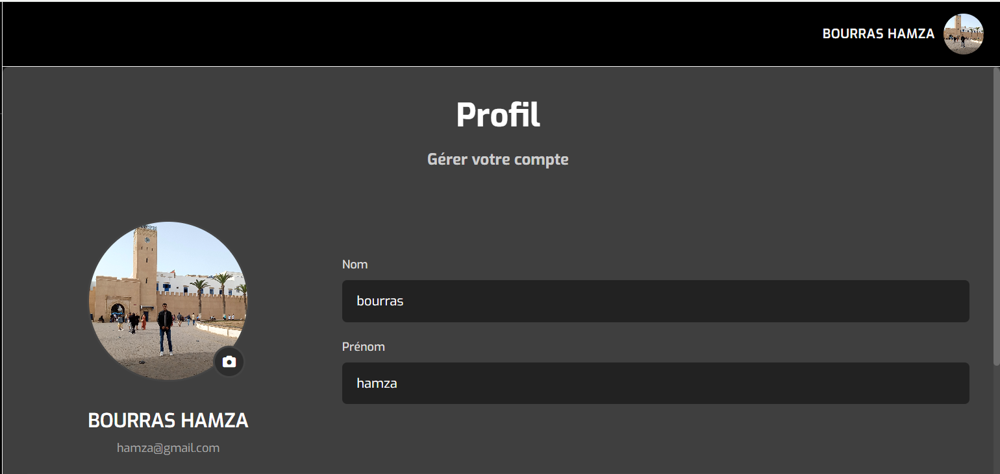 BOURRAS HAMZA
Profil
Gérer votre compte
Nom
bourras
Prénom
hamza
BOURRAS HAMZA
hamza@gmail.com